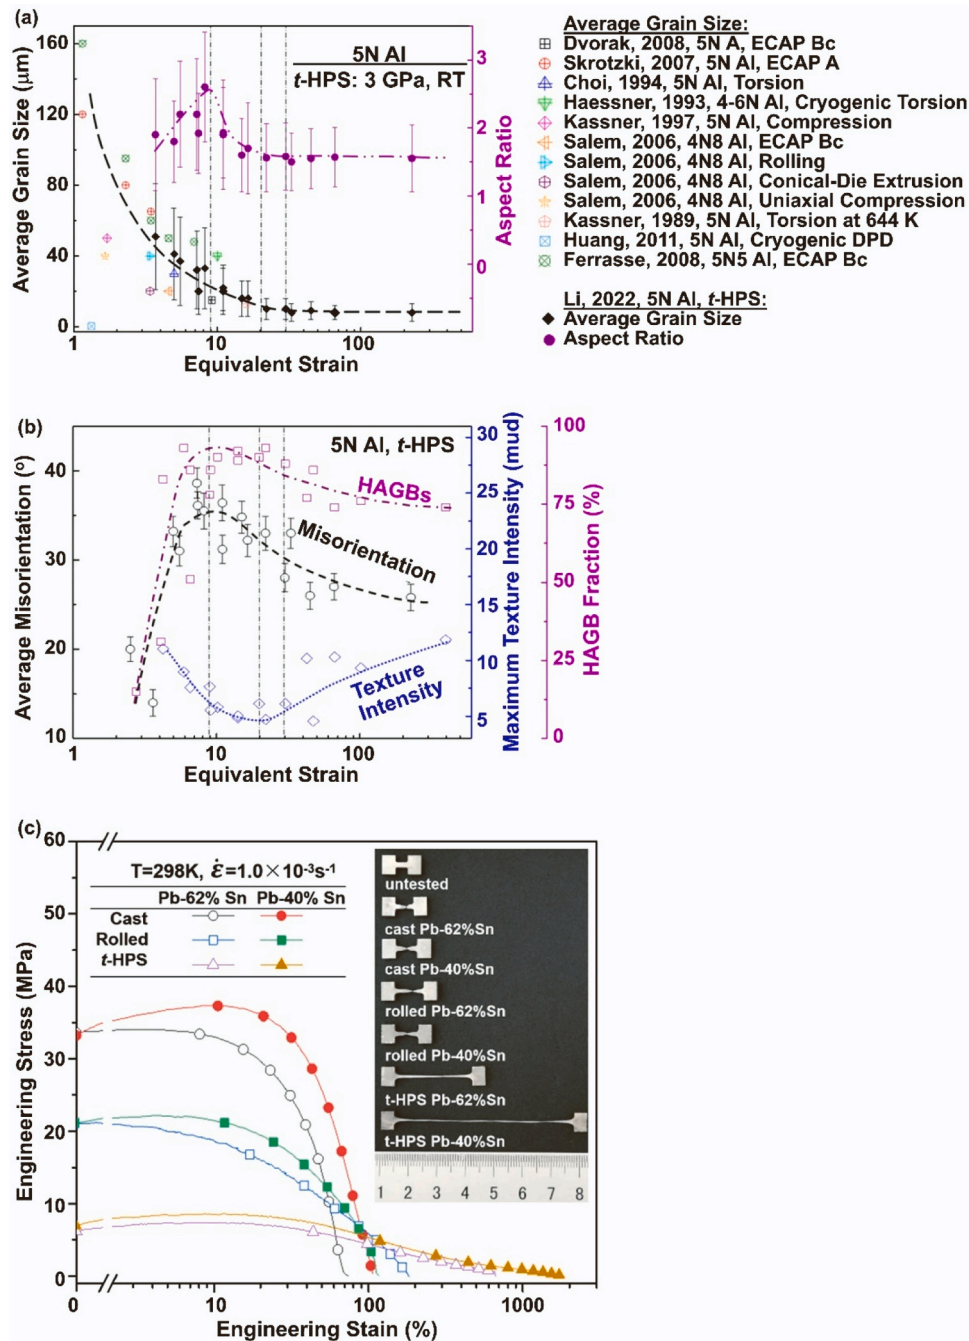 (a)
160
120
80
40
0
Average Grain Size (μm)
5N Al
t-HPS: 3 GPa, RT
3
2
1
0
Aspect Ratio
1
10
100
Equivalent Strain
Average Grain Size:
Dvorak, 2008, 5N A, ECAP Bc
Skrotzki, 2007, 5N Al, ECAP A
Choi, 1994, 5N Al, Torsion
Haessner, 1993, 4-6N Al, Cryogenic Torsion
Kassner, 1997, 5N Al, Compression
Salem, 2006, 4N8 Al, ECAP Bc
Salem, 2006, 4N8 Al, Rolling
Salem, 2006, 4N8 Al, Conical-Die Extrusion
Salem, 2006, 4N8 Al, Uniaxial Compression
Kassner, 1989, 5N Al, Torsion at 644 K
Huang, 2011, 5N Al, Cryogenic DPD
Ferrasse, 2008, 5N5 Al, ECAP Bc
Li, 2022, 5N Al, t-HPS:
Average Grain Size
Aspect Ratio
(b)
40
30
20
10
Average Misorientation (°)
5N Al, t-HPS
HAGBs
Misorientation
Texture
Intensity
30
25
20
15
10
5
Maximum Texture Intensity (mud)
100
75
50
25
0
HAGB Fraction (%)
1
10
100
Equivalent Strain
(c)
60
50
40
30
20
10
0
Engineering Stress (MPa)
T=298K, ε̇=1.0×10⁻³s⁻¹
Pb-62% Sn Pb-40% Sn
Cast
Rolled
t-HPS
untested
cast Pb-62%Sn
cast Pb-40%Sn
rolled Pb-62%Sn
rolled Pb-40%Sn
t-HPS Pb-62%Sn
t-HPS Pb-40%Sn
1 2 3 4 5 6 7 8
0
10
100
1000
Engineering Stain (%)